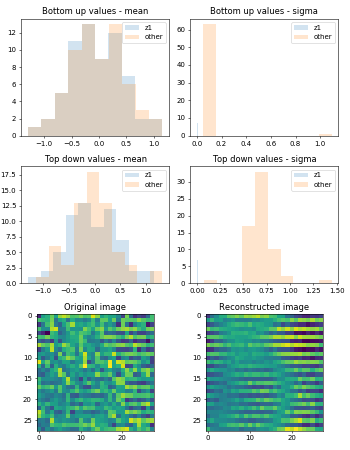 Bottom up values - mean
Bottom up values - sigma
z1
other
z1
other
12
10
8
6
4
2
0
60
50
40
30
20
10
0
−1.0 −0.5 0.0 0.5 1.0
0.0 0.2 0.4 0.6 0.8 1.0
Top down values - mean
Top down values - sigma
z1
other
z1
other
17.5
15.0
12.5
10.0
7.5
5.0
2.5
0.0
30
25
20
15
10
5
0
−1.0 −0.5 0.0 0.5 1.0
0.00 0.25 0.50 0.75 1.00 1.25 1.50
Original image
Reconstructed image
0
5
10
15
20
25
0
5
10
15
20
25
0 20
0 20